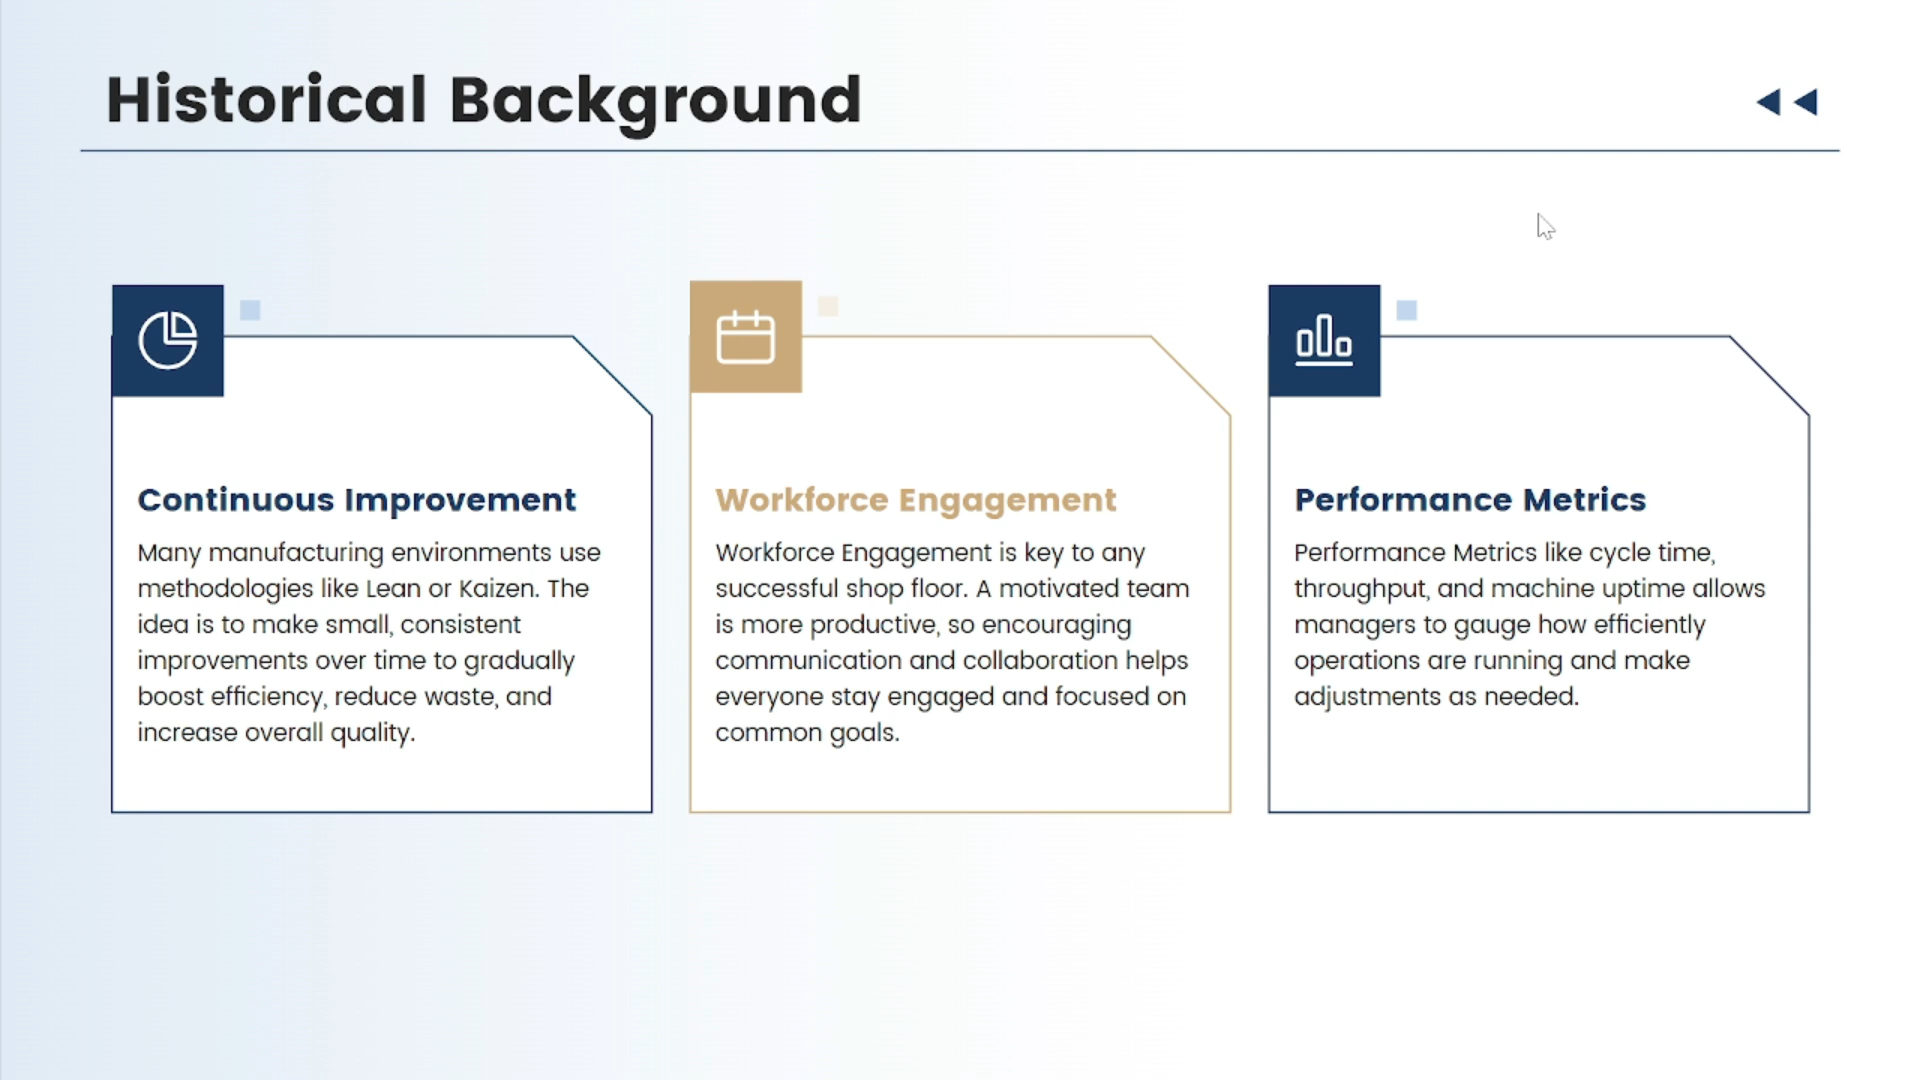 Historical Background
Continuous Improvement
Many manufacturing environments use
methodologies like Lean or Kaizen. The
idea is to make small, consistent
improvements over time to gradually
boost efficiency, reduce waste, and
increase overall quality.
Workforce Engagement
Workforce Engagement is key to any
successful shop floor. A motivated team
is more productive, so encouraging
communication and collaboration helps
everyone stay engaged and focused on
common goals.
Performance Metrics
Performance Metrics like cycle time,
throughput, and machine uptime allows
managers to gauge how efficiently
operations are running and make
adjustments as needed.